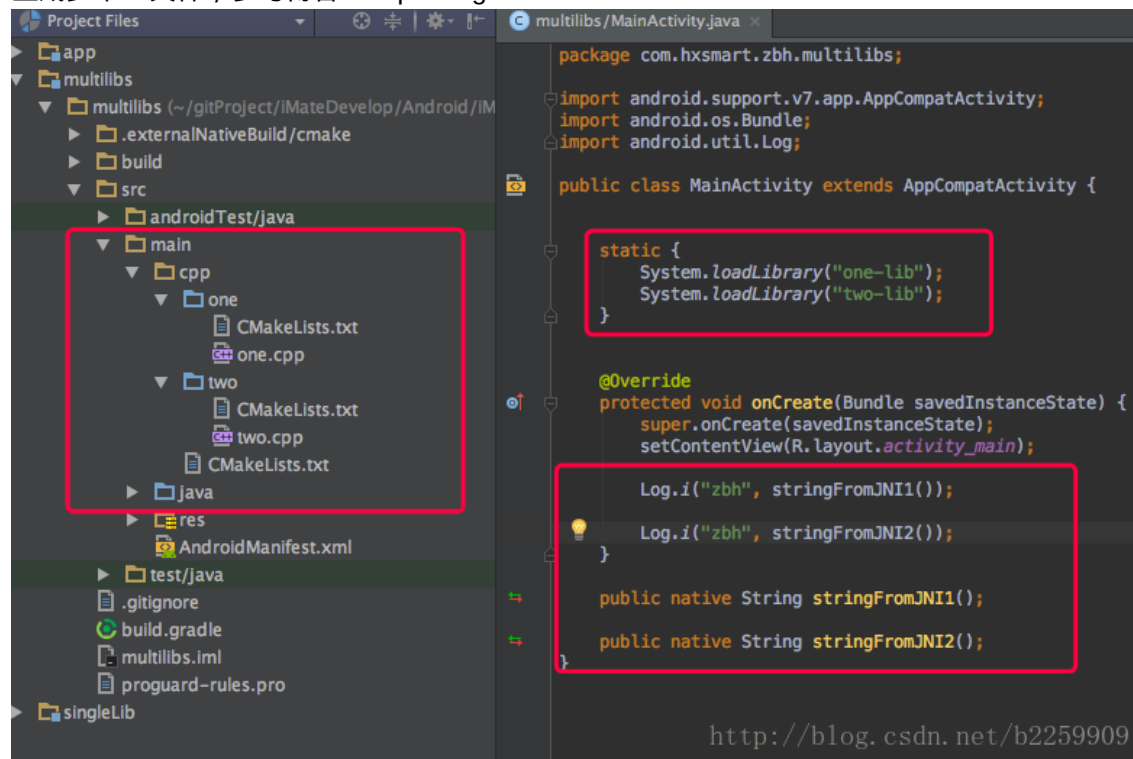 Project Files
app
multilibs
multilibs (~/gitProject/iMateDevelop/Android/iM
.externalNativeBuild/cmake
build
src
androidTest/java
main
cpp
one
CMakeLists.txt
one.cpp
two
CMakeLists.txt
two.cpp
CMakeLists.txt
java
res
AndroidManifest.xml
test/java
.gitignore
build.gradle
multilibs.iml
proguard-rules.pro
singleLib
multilibs/MainActivity.java
package com.hxsmart.zbh.multilibs;
import android.support.v7.app.AppCompatActivity;
import android.os.Bundle;
import android.util.Log;
public class MainActivity extends AppCompatActivity {
static {
System.loadLibrary("one-lib");
System.loadLibrary("two-lib");
}
@Override
protected void onCreate(Bundle savedInstanceState) {
super.onCreate(savedInstanceState);
setContentView(R.layout.activity_main);
Log.i("zbh", stringFromJNI1());
Log.i("zbh", stringFromJNI2());
}
public native String stringFromJNI1();
public native String stringFromJNI2();
}
http://blog.csdn.net/b2259909